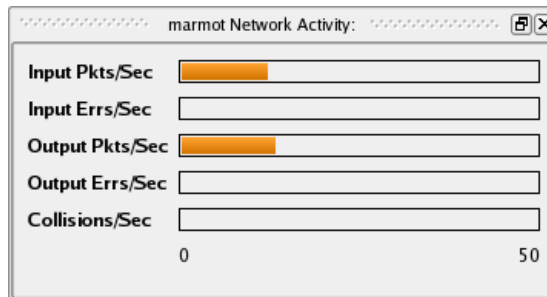 marmot Network Activity:
Input Pkts/Sec
Input Errs/Sec
Output Pkts/Sec
Output Errs/Sec
Collisions/Sec
0 50